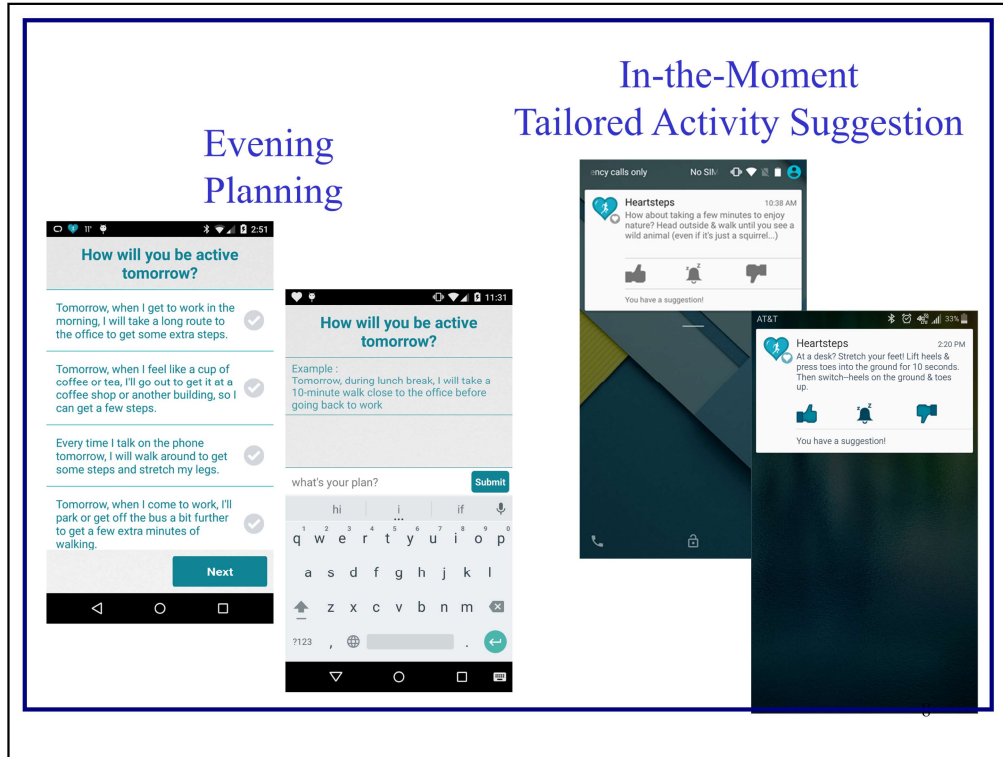 In-the-Moment
Tailored Activity Suggestion
Evening
Planning
2:51
How will you be active
tomorrow?
Tomorrow, when I get to work in the
morning, I will take a long route to
the office to get some extra steps.
Tomorrow, when I feel like a cup of
coffee or tea, I'll go out to get it at a
coffee shop or another building, so I
can get a few steps.
Every time I talk on the phone
tomorrow, I will walk around to get
some steps and stretch my legs.
Tomorrow, when I come to work, I'll
park or get off the bus a bit further
to get a few extra minutes of
walking.
Next
11:31
How will you be active
tomorrow?
Example :
Tomorrow, during lunch break, I will take a
10-minute walk close to the office before
going back to work
what's your plan?
Submit
hi i if
1 2 3 4 5 6 7 8 9 0
q w e r t y u i o p
a s d f g h j k l
z x c v b n m
?123 , .
ency calls only No SIM
Heartsteps 10:38 AM
How about taking a few minutes to enjoy
nature? Head outside & walk until you see a
wild animal (even if it's just a squirrel...)
You have a suggestion!
AT&T 33%
Heartsteps 2:20 PM
At a desk? Stretch your feet! Lift heels &
press toes into the ground for 10 seconds.
Then switch--heels on the ground & toes
up.
You have a suggestion!